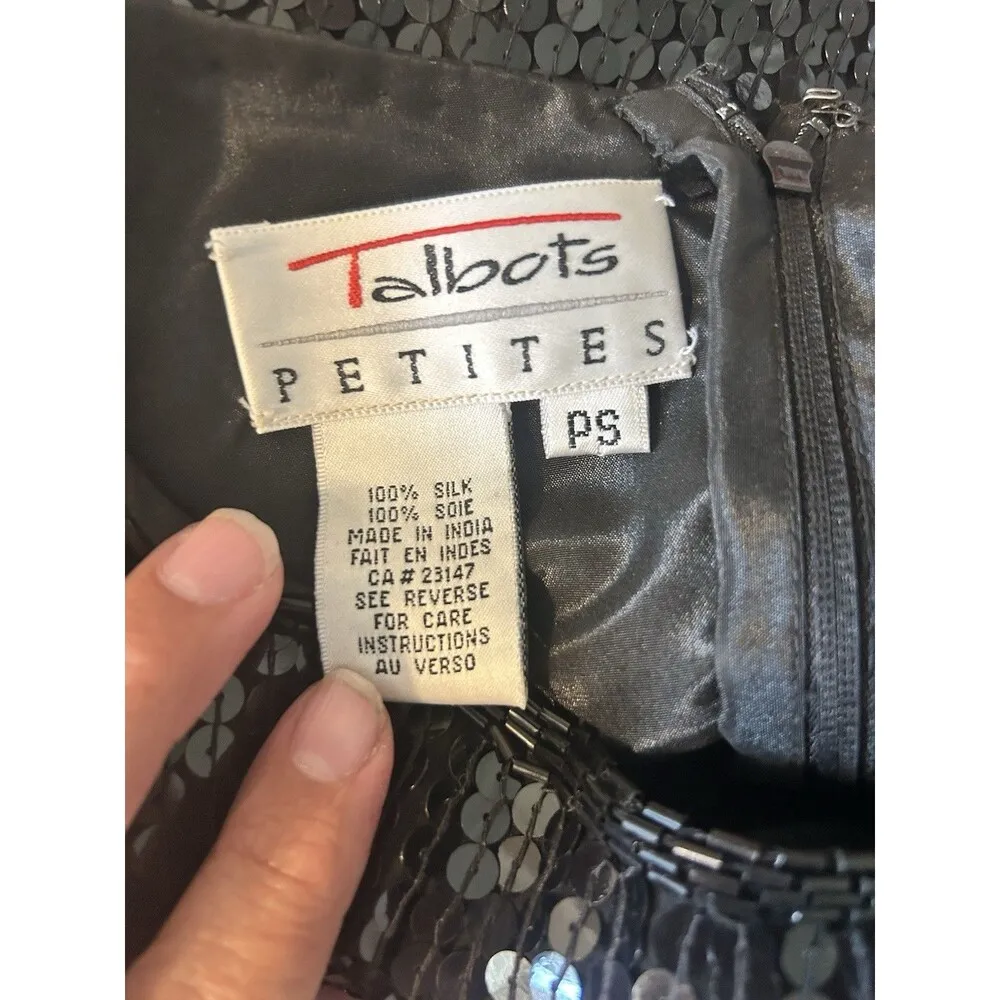 Talbots
PETITES
PS
100% SILK
100% SOIE
MADE IN INDIA
FAIT EN INDES
CA # 23147
SEE REVERSE
FOR CARE
INSTRUCTIONS
AU VERSO